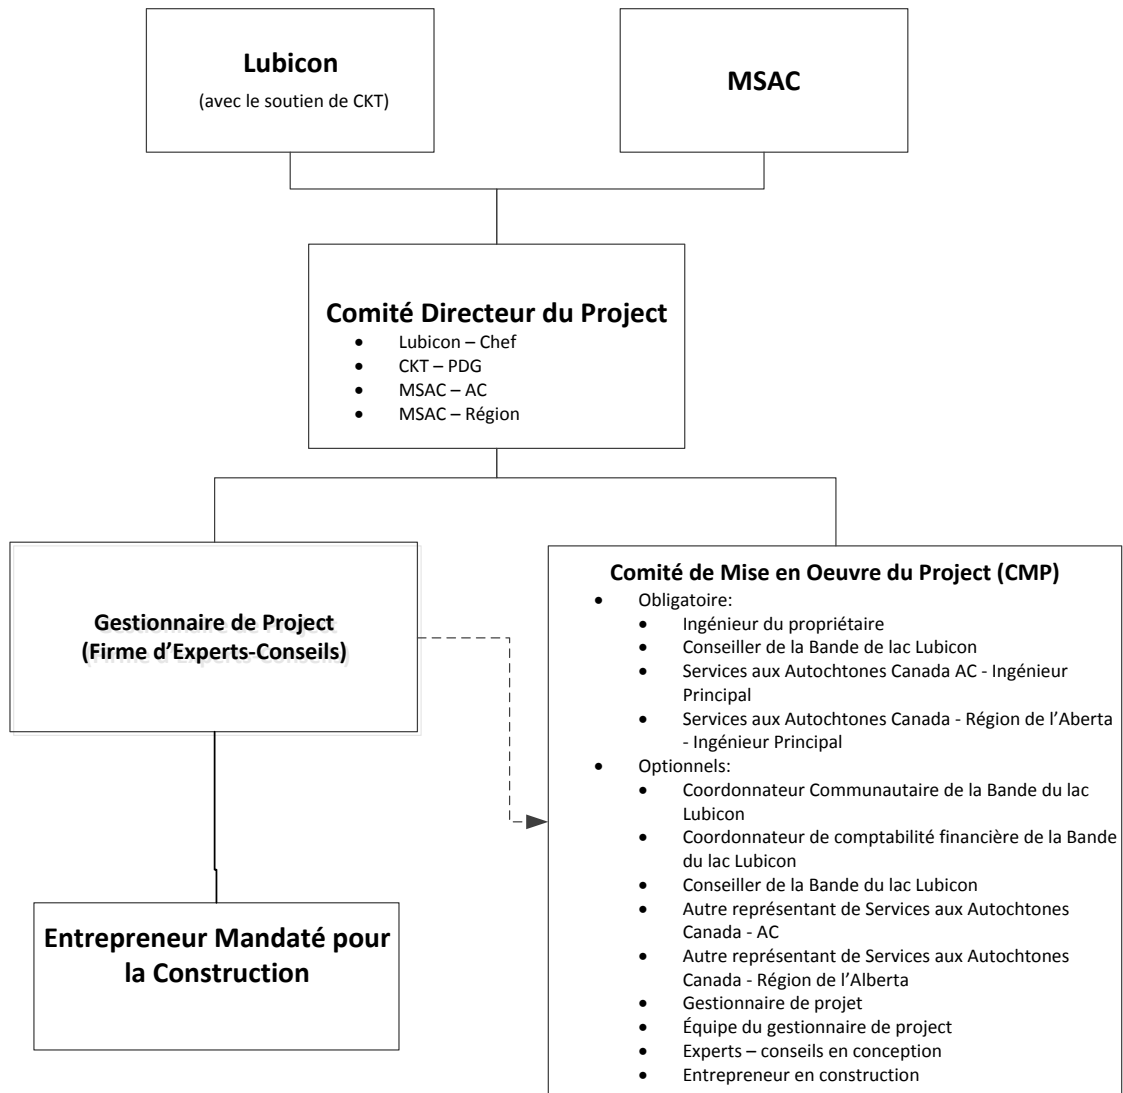 Lubicon
(avec le soutien de CKT)
MSAC
Comité Directeur du Project
• Lubicon – Chef
• CKT – PDG
• MSAC – AC
• MSAC – Région
Gestionnaire de Project
(Firme d’Experts-Conseils)
Entrepreneur Mandaté pour
la Construction
Comité de Mise en Oeuvre du Project (CMP)
• Obligatoire:
• Ingénieur du propriétaire
• Conseiller de la Bande de lac Lubicon
• Services aux Autochtones Canada AC - Ingénieur
Principal
• Services aux Autochtones Canada - Région de l’Aberta
- Ingénieur Principal
• Optionnels:
• Coordonnateur Communautaire de la Bande du lac
Lubicon
• Coordonnateur de comptabilité financière de la Bande
du lac Lubicon
• Conseiller de la Bande du lac Lubicon
• Autre représentant de Services aux Autochtones
Canada - AC
• Autre représentant de Services aux Autochtones
Canada - Région de l’Alberta
• Gestionnaire de projet
• Équipe du gestionnaire de project
• Experts – conseils en conception
• Entrepreneur en construction